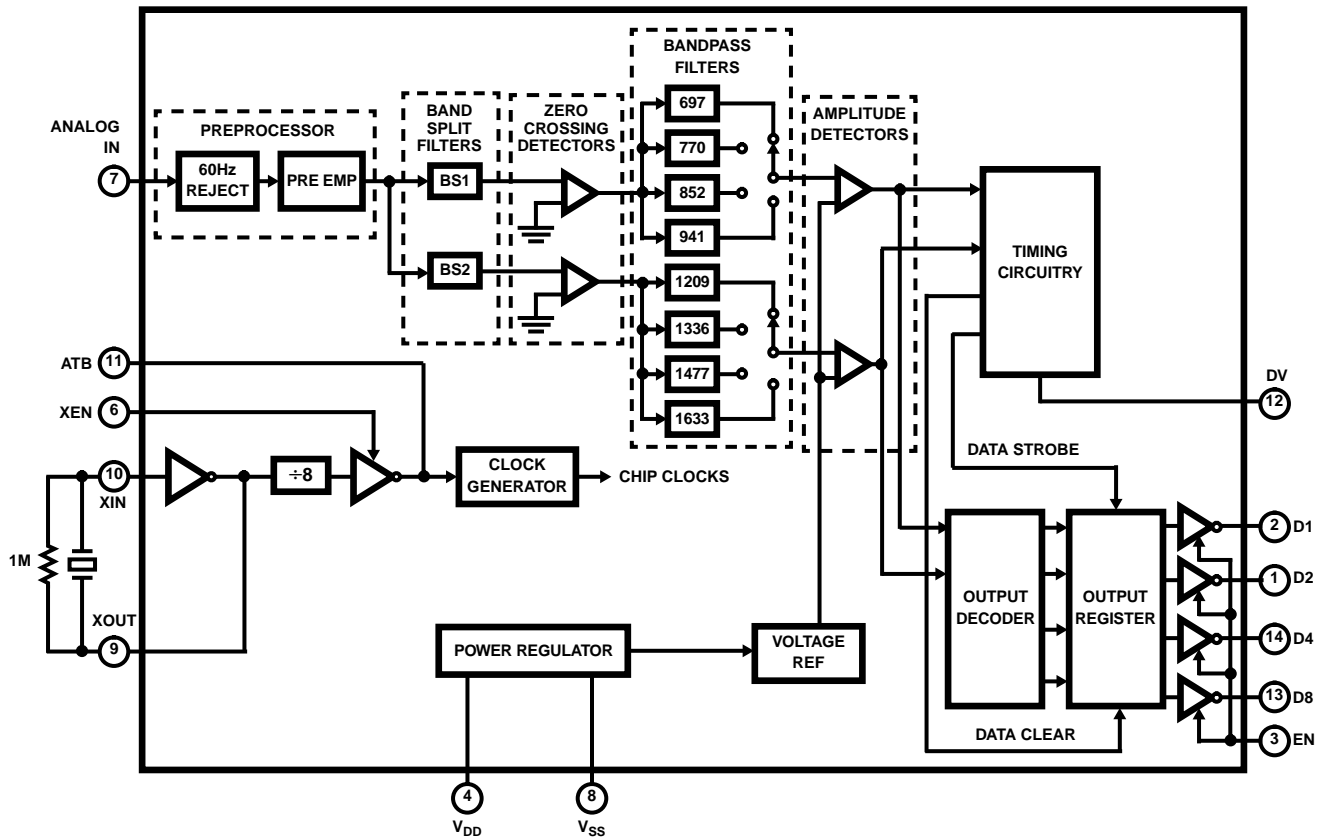 BANDPASS
FILTERS
697
770
852
941
1209
1336
1477
1633
ANALOG
IN
7
PREPROCESSOR
60Hz
REJECT
PRE EMP
BAND
SPLIT
FILTERS
BS1
BS2
ZERO
CROSSING
DETECTORS
AMPLITUDE
DETECTORS
TIMING
CIRCUITRY
ATB
11
XEN
6
10
XIN
÷8
CLOCK
GENERATOR
CHIP CLOCKS
1M
XOUT
9
DV
12
DATA STROBE
OUTPUT
DECODER
OUTPUT
REGISTER
2 D1
1 D2
14 D4
13 D8
3 EN
DATA CLEAR
POWER REGULATOR
VOLTAGE
REF
4
VDD
8
VSS